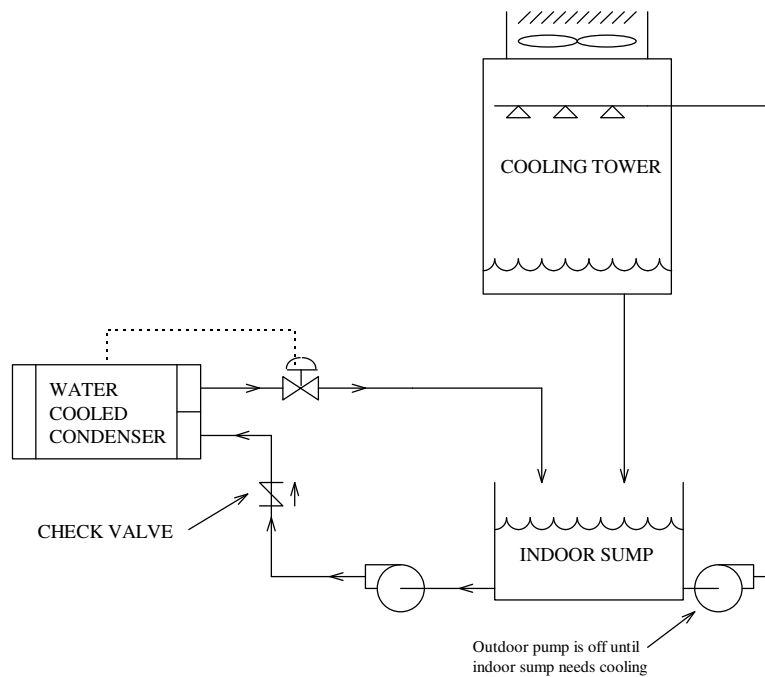 COOLING TOWER
WATER
COOLED
CONDENSER
CHECK VALVE
INDOOR SUMP
Outdoor pump is off until
indoor sump needs cooling